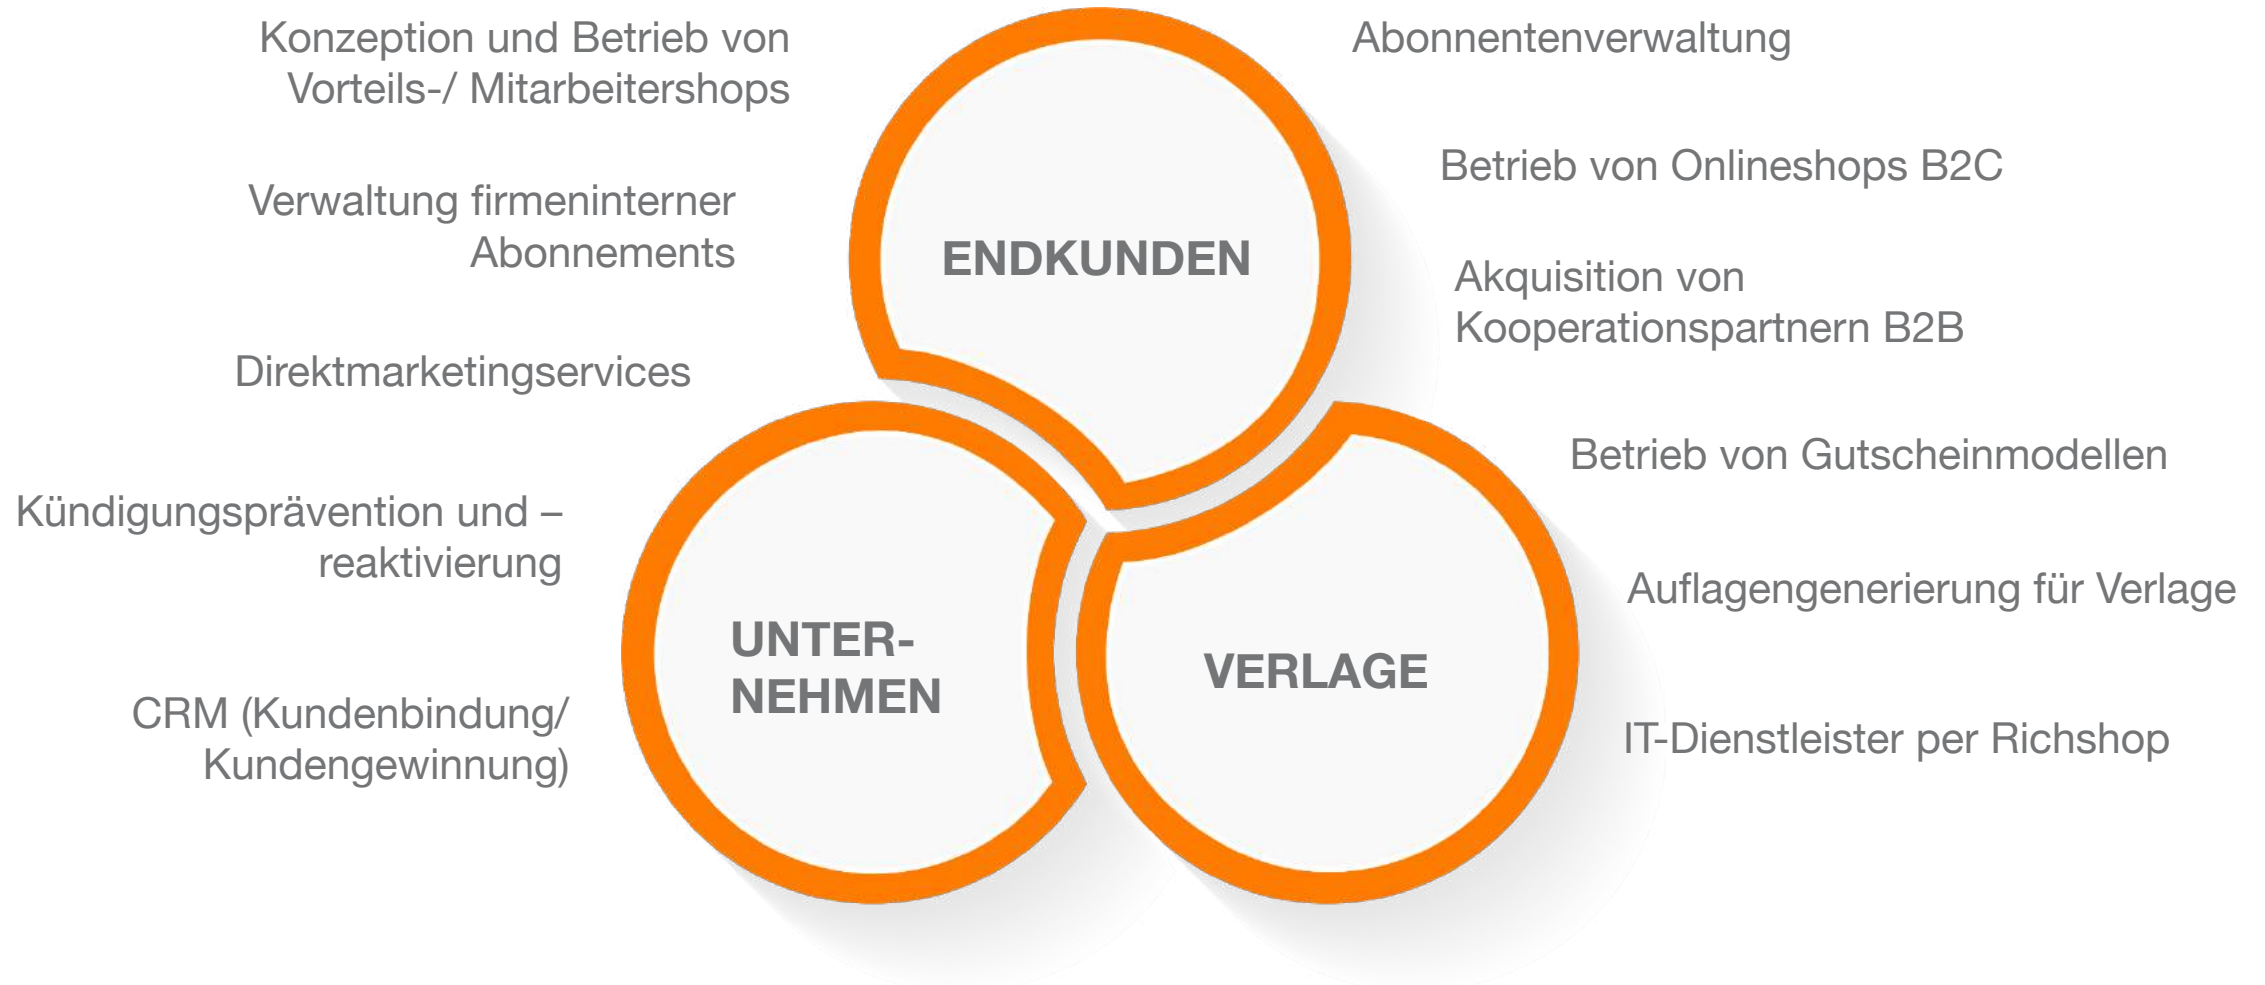 Konzeption und Betrieb von
Vorteils-/ Mitarbeitershops
Verwaltung firmeninterner
Abonnements
Direktmarketingservices
Kündigungsprävention und –
reaktivierung
CRM (Kundenbindung/
Kundengewinnung)
ENDKUNDEN
UNTER-
NEHMEN
VERLAGE
Abonnentenverwaltung
Betrieb von Onlineshops B2C
Akquisition von
Kooperationspartnern B2B
Betrieb von Gutscheinmodellen
Auflagengenerierung für Verlage
IT-Dienstleister per Richshop